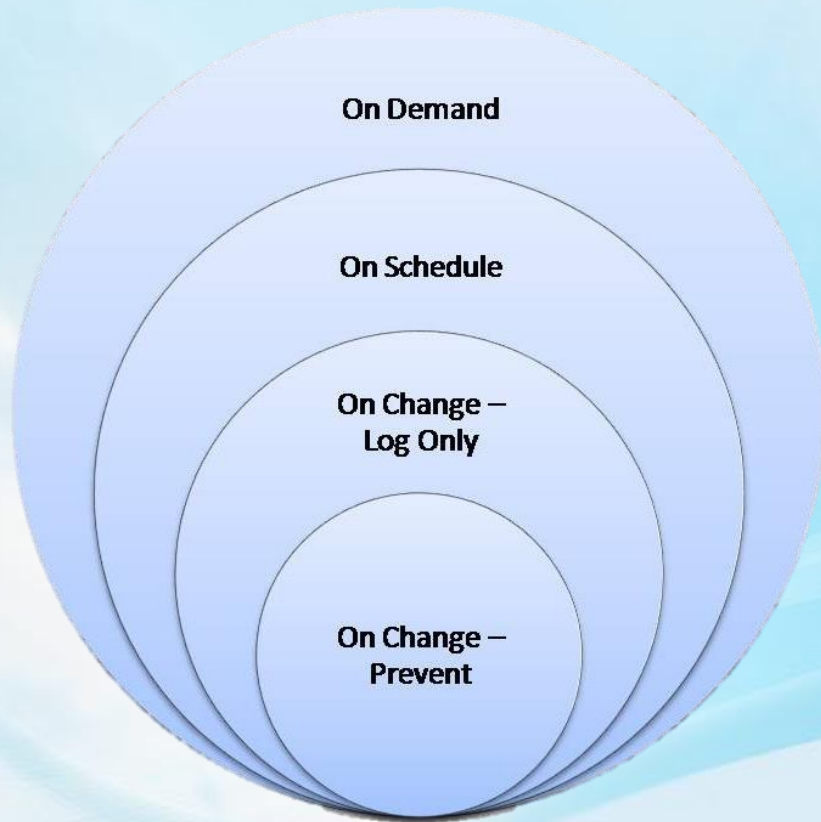 On Demand
On Schedule
On Change –
Log Only
On Change –
Prevent